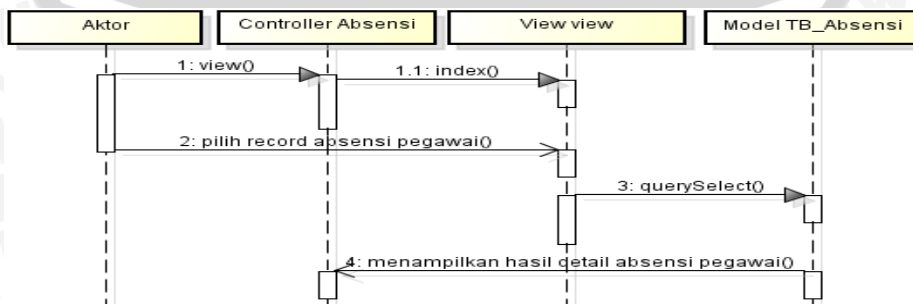 Aktor
Controller Absensi
View view
Model TB_Absensi
1: view()
1.1: index()
2: pilih record absensi pegawai()
3: querySelect()
4: menampilkan hasil detail absensi pegawai()